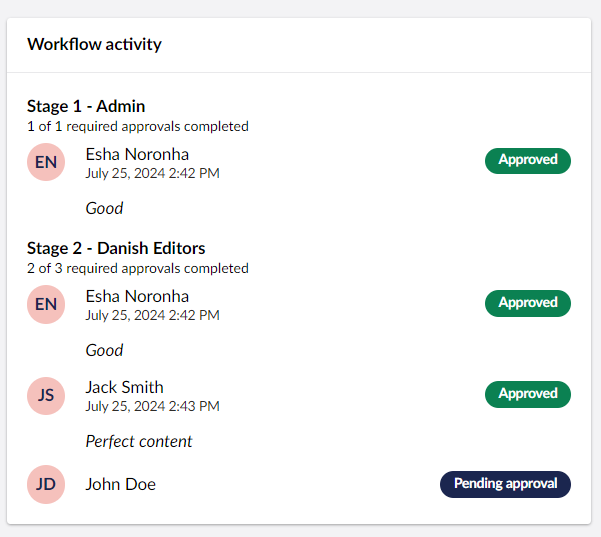 Workflow activity
Stage 1 - Admin
1 of 1 required approvals completed
EN
Esha Noronha
Approved
July 25, 2024 2:42 PM
Good
Stage 2 - Danish Editors
2 of 3 required approvals completed
EN
Esha Noronha
Approved
July 25, 2024 2:42 PM
Good
JS
Jack Smith
Approved
July 25, 2024 2:43 PM
Perfect content
JD
John Doe
Pending approval